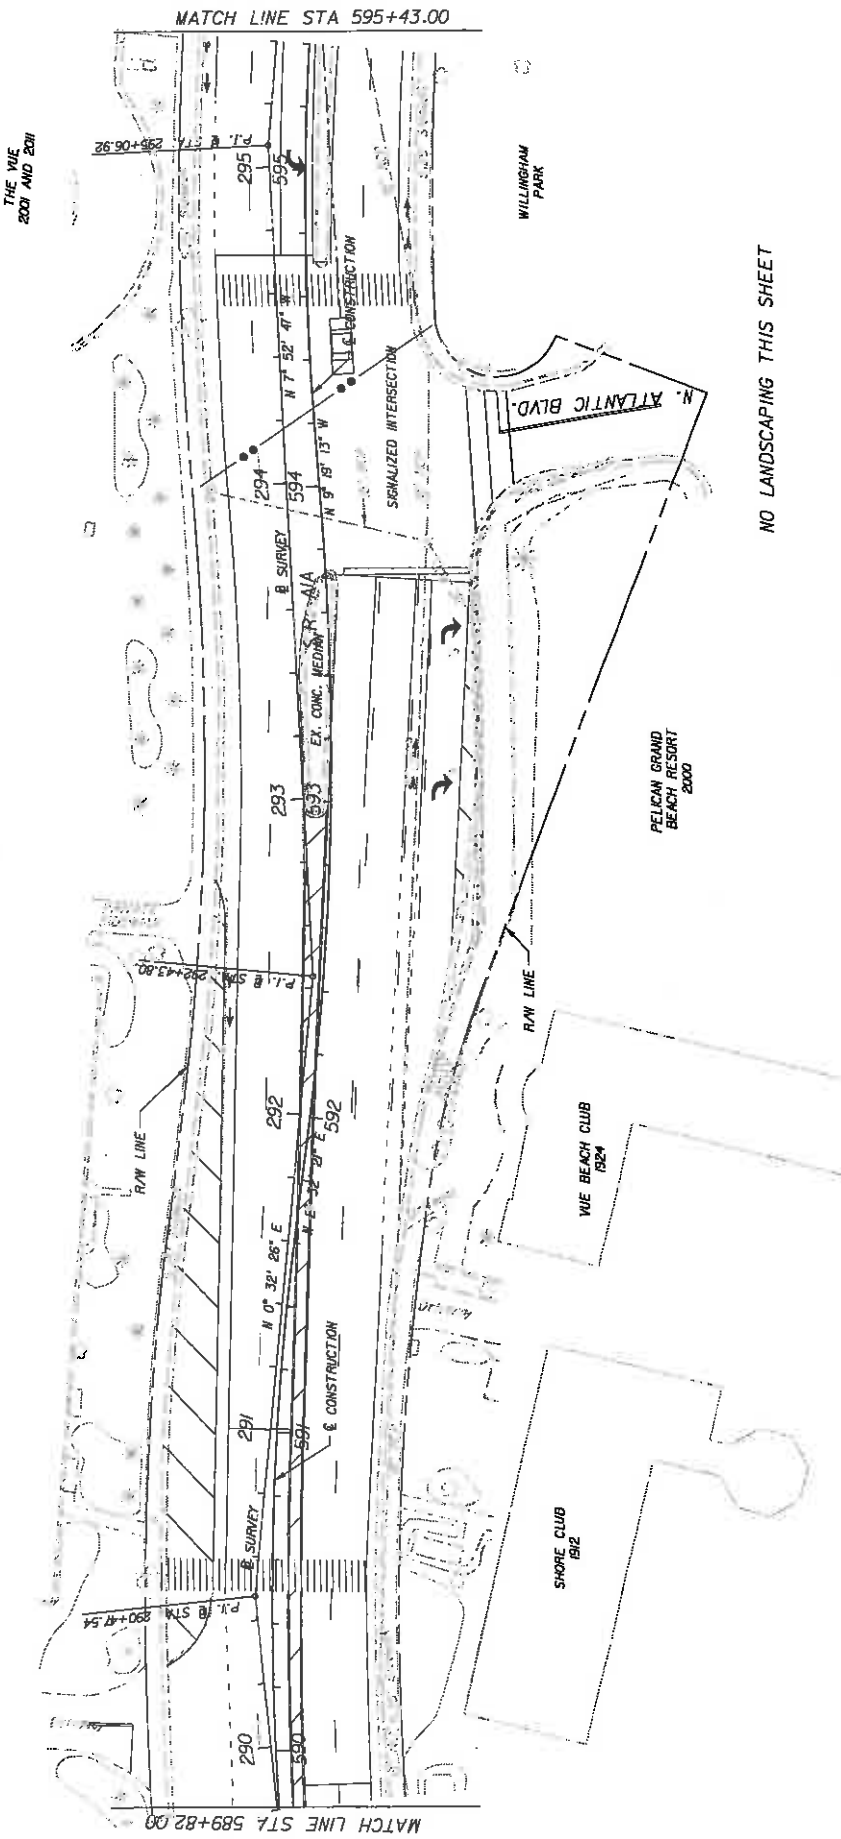 MATCH LINE STA 595+43.00
THE VUE
2001 AND 2011
P.I. ℄ STA 295+06.92
295
595
WILLINGHAM
PARK
℄ CONSTRUCTION
N 7° 52' 47" W
N 9° 19' 13" W
SIGNALIZED INTERSECTION
N. ATLANTIC BLVD.
NO LANDSCAPING THIS SHEET
294
594
SURVEY
S.R. A1A
EX. CONC. MEDIAN
293
593
PELICAN GRAND
BEACH RESORT
2000
P.I. STA. 292+43.80
R/W LINE
R/W LINE
292
592
VUE BEACH CLUB
1924
N 0° 32' 26" E
℄ CONSTRUCTION
291
591
SURVEY
SHORE CLUB
1912
P.I. STA 290+47.54
290
590
MATCH LINE STA 589+82.00